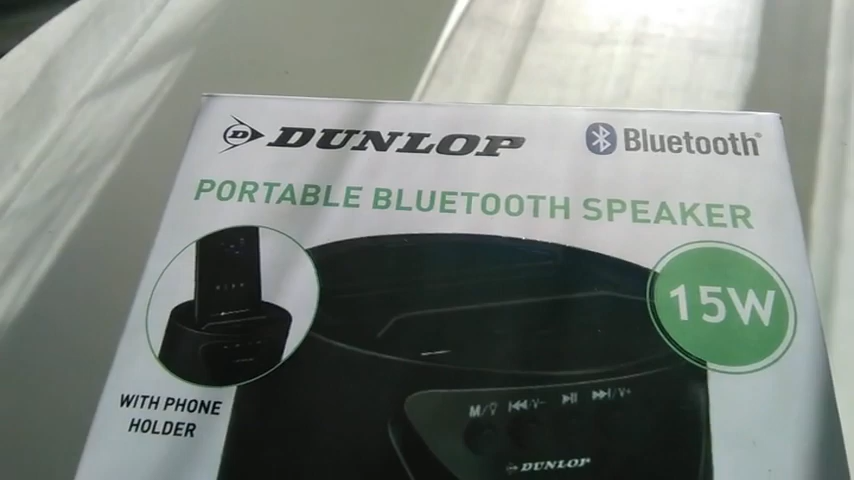 DUNLOP
Bluetooth®
PORTABLE BLUETOOTH SPEAKER
15W
WITH PHONE
HOLDER
M/ V- V+
DUNLOP